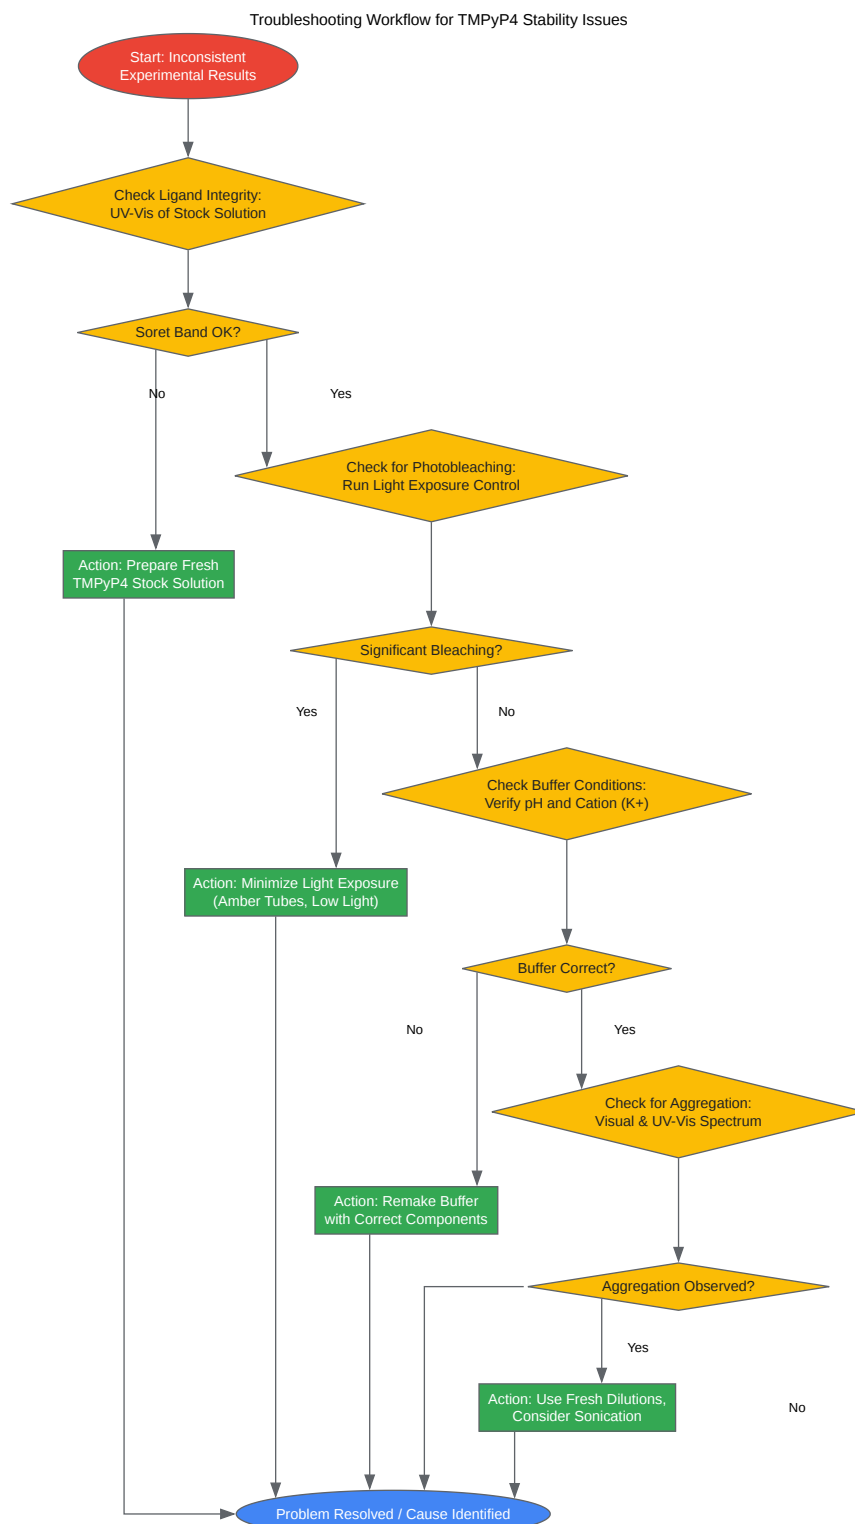 Troubleshooting Workflow for TMPyP4 Stability Issues
Start: Inconsistent
Experimental Results
Check Ligand Integrity:
UV-Vis of Stock Solution
Soret Band OK?
No
Yes
Check for Photobleaching:
Run Light Exposure Control
Action: Prepare Fresh
TMPyP4 Stock Solution
Significant Bleaching?
Yes
No
Check Buffer Conditions:
Verify pH and Cation (K+)
Action: Minimize Light Exposure
(Amber Tubes, Low Light)
Buffer Correct?
No
Yes
Check for Aggregation:
Visual & UV-Vis Spectrum
Action: Remake Buffer
with Correct Components
Aggregation Observed?
Yes
Action: Use Fresh Dilutions,
Consider Sonication
No
Problem Resolved / Cause Identified